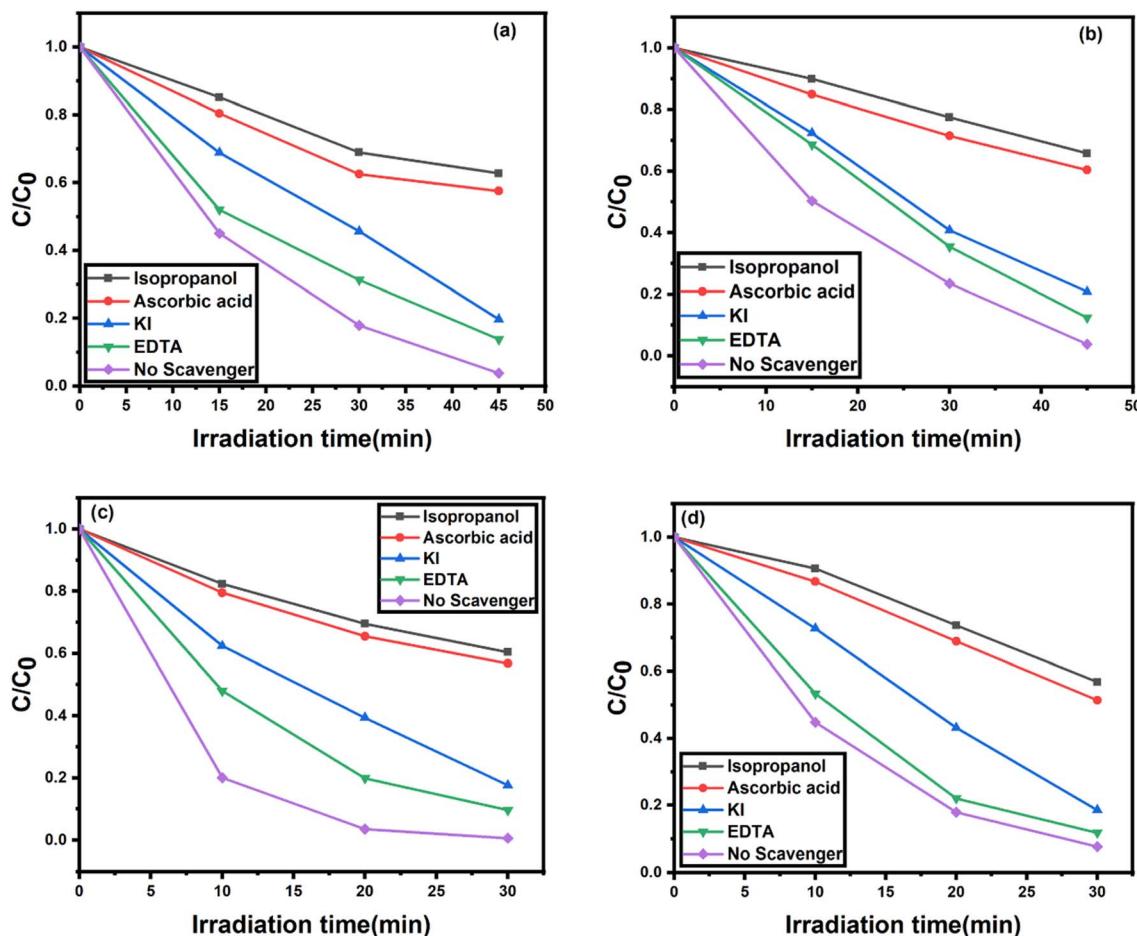 (a)
C/C0
1.0
0.8
0.6
0.4
0.2
0.0
Isopropanol
Ascorbic acid
KI
EDTA
No Scavenger
0 5 10 15 20 25 30 35 40 45 50
Irradiation time(min)
(b)
C/C0
1.0
0.8
0.6
0.4
0.2
0.0
Isopropanol
Ascorbic acid
KI
EDTA
No Scavenger
0 10 20 30 40 50
Irradiation time(min)
(c)
C/C0
1.0
0.8
0.6
0.4
0.2
0.0
Isopropanol
Ascorbic acid
KI
EDTA
No Scavenger
0 5 10 15 20 25 30
Irradiation time(min)
(d)
C/C0
1.0
0.8
0.6
0.4
0.2
0.0
Isopropanol
Ascorbic acid
KI
EDTA
No Scavenger
0 5 10 15 20 25 30
Irradiation time(min)